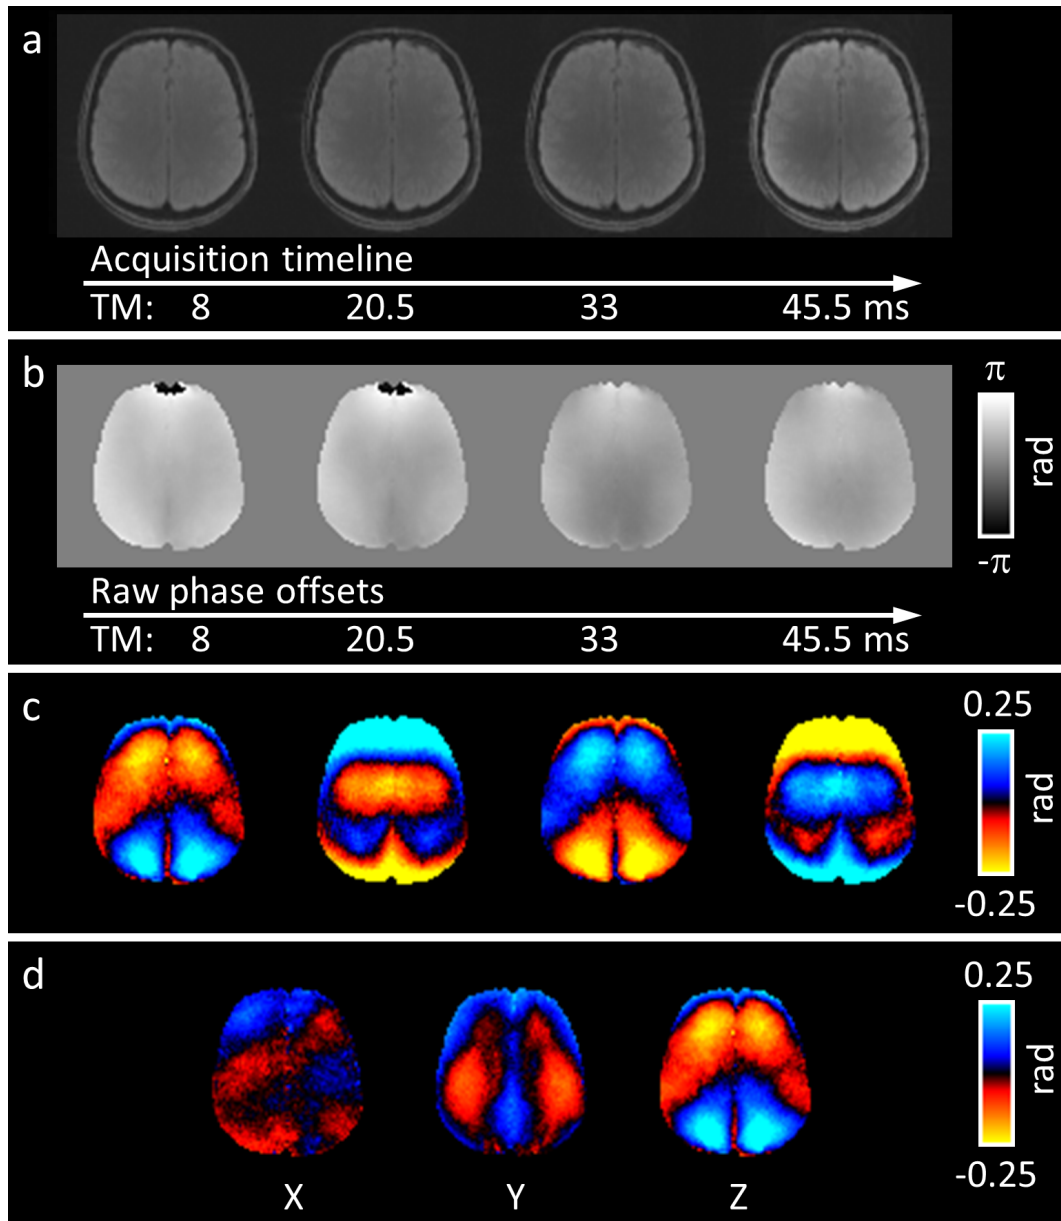 a
Acquisition timeline
TM: 8 20.5 33 45.5 ms
b
π
rad
-π
Raw phase offsets
TM: 8 20.5 33 45.5 ms
c
0.25
rad
-0.25
d
0.25
rad
-0.25
X Y Z